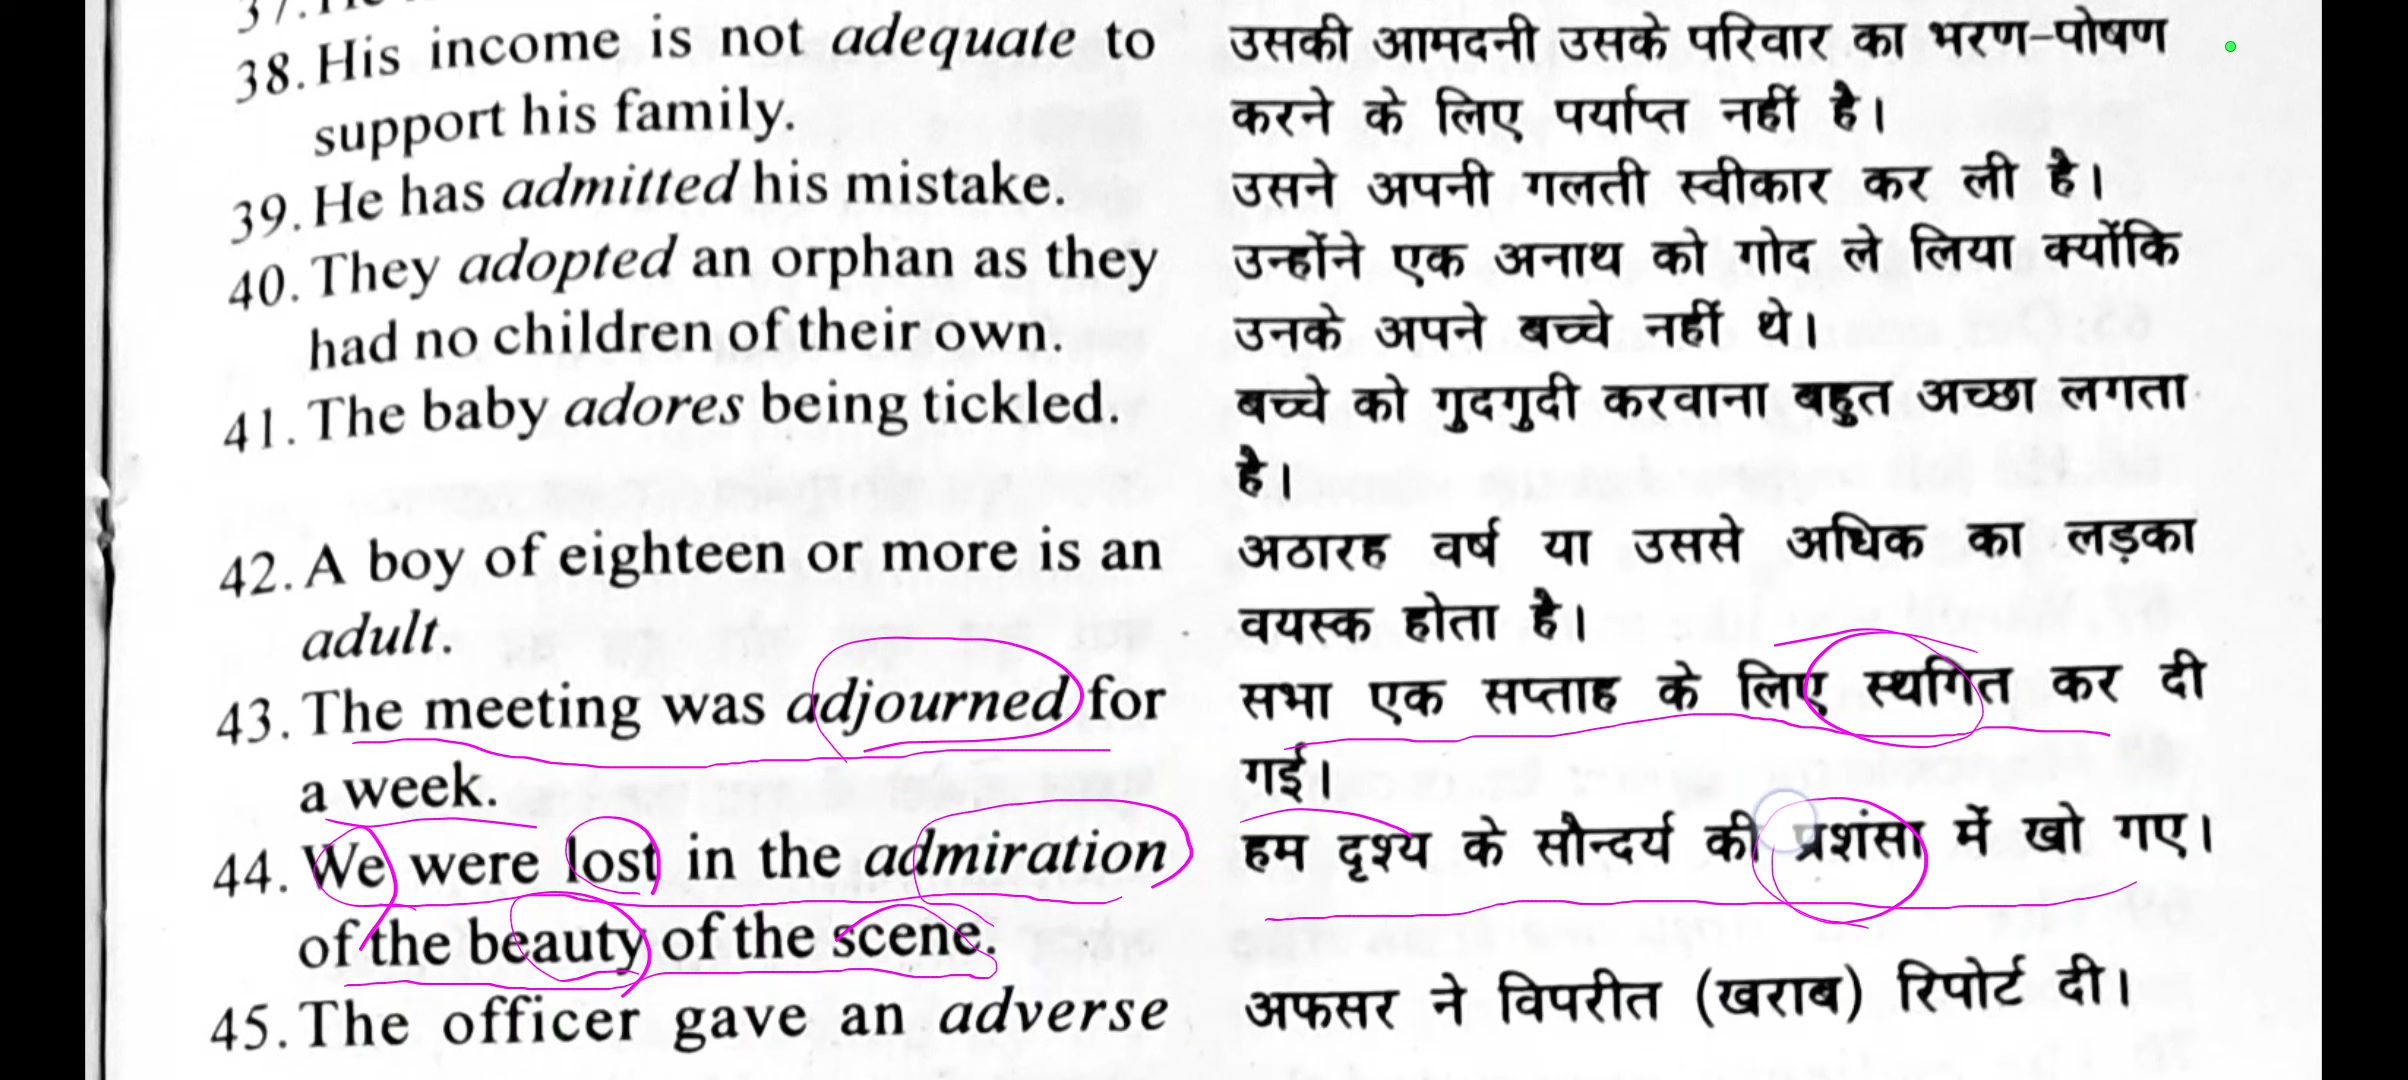 37. He
38. His income is not adequate to
support his family.
39. He has admitted his mistake.
40. They adopted an orphan as they
had no children of their own.
41. The baby adores being tickled.
42. A boy of eighteen or more is an
adult.
43. The meeting was adjourned for
a week.
44. We were lost in the admiration
of the beauty of the scene.
45. The officer gave an adverse
उसकी आमदनी उसके परिवार का भरण-पोषण
करने के लिए पर्याप्त नहीं है।
उसने अपनी गलती स्वीकार कर ली है।
उन्होंने एक अनाथ को गोद ले लिया क्योंकि
उनके अपने बच्चे नहीं थे।
बच्चे को गुदगुदी करवाना बहुत अच्छा लगता
है।
अठारह वर्ष या उससे अधिक का लड़का
वयस्क होता है।
सभा एक सप्ताह के लिए स्थगित कर दी
गई।
हम दृश्य के सौन्दर्य की प्रशंसा में खो गए।
अफसर ने विपरीत (खराब) रिपोर्ट दी।